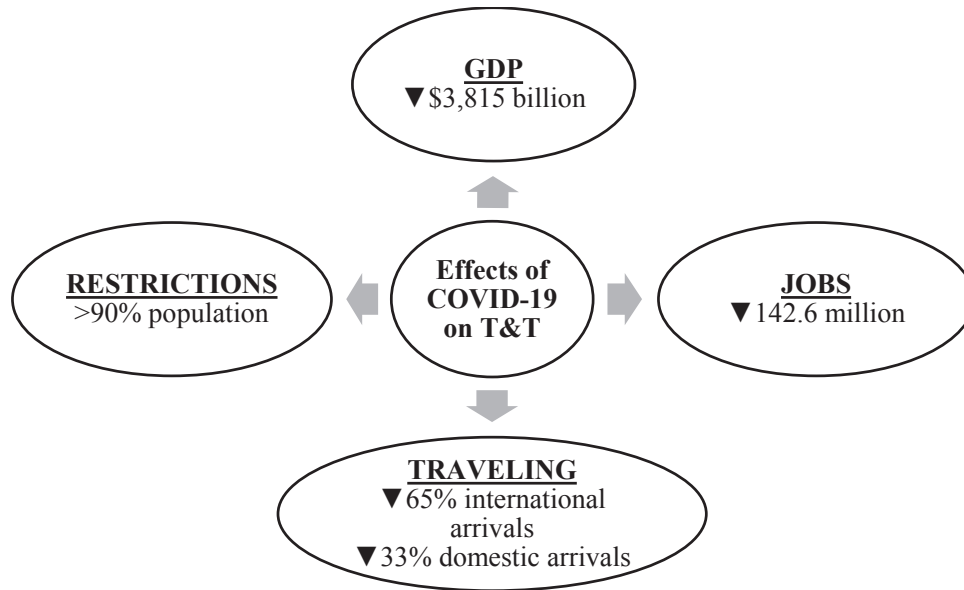 GDP
▼$3,815 billion
RESTRICTIONS
>90% population
Effects of
COVID-19
on T&T
JOBS
▼142.6 million
TRAVELING
▼65% international
arrivals
▼33% domestic arrivals